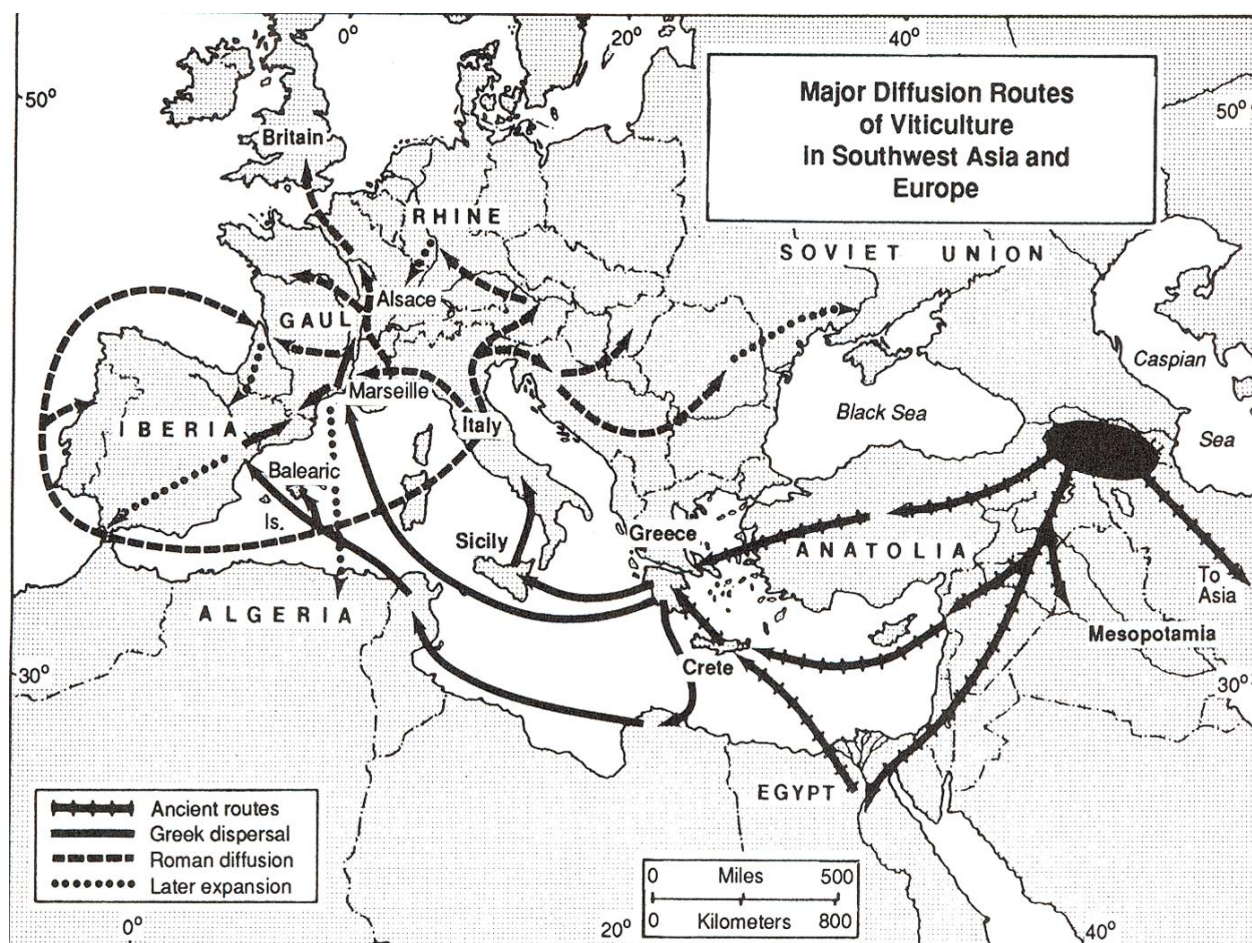 0°
20°
40°
50°
50°
Major Diffusion Routes
of Viticulture
in Southwest Asia and
Europe
Britain
RHINE
SOVIET UNION
Alsace
GAUL
Caspian
Sea
Marseille
Black Sea
IBERIA
Italy
Balearic
Is.
Sicily
Greece
ANATOLIA
To
Asia
ALGERIA
Mesopotamia
Crete
30°
30°
EGYPT
Ancient routes
Greek dispersal
Roman diffusion
Later expansion
0 Miles 500
0 Kilometers 800
0°
20°
40°